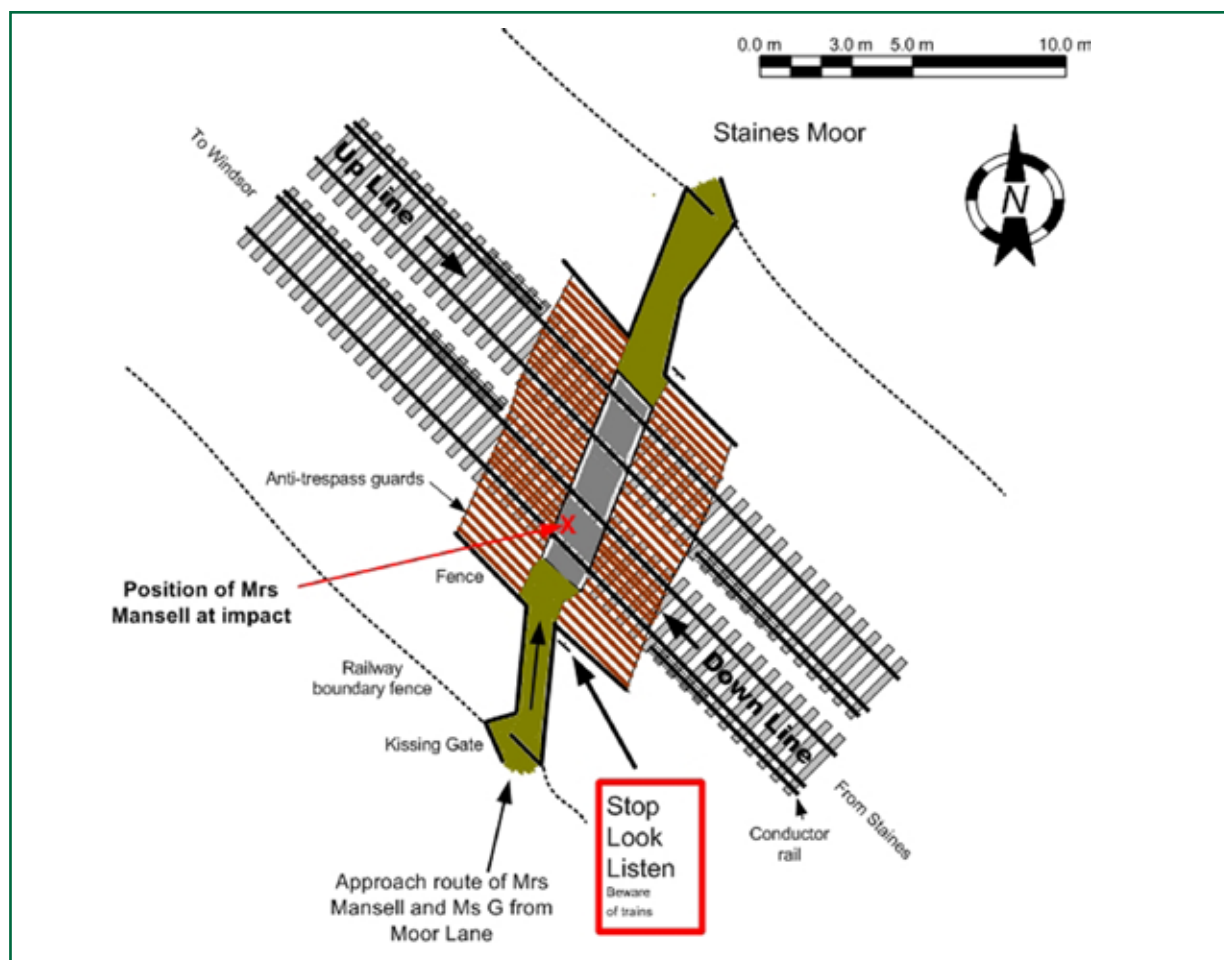 0.0 m 3.0 m 5.0 m 10.0 m
Staines Moor
N
To Windsor
Up Line
Anti-trespass guards
Fence
Position of Mrs
Mansell at impact
X
Railway
boundary fence
Kissing Gate
Down Line
From Staines
Conductor
rail
Stop
Look
Listen
Beware
of trains
Approach route of Mrs
Mansell and Ms G from
Moor Lane